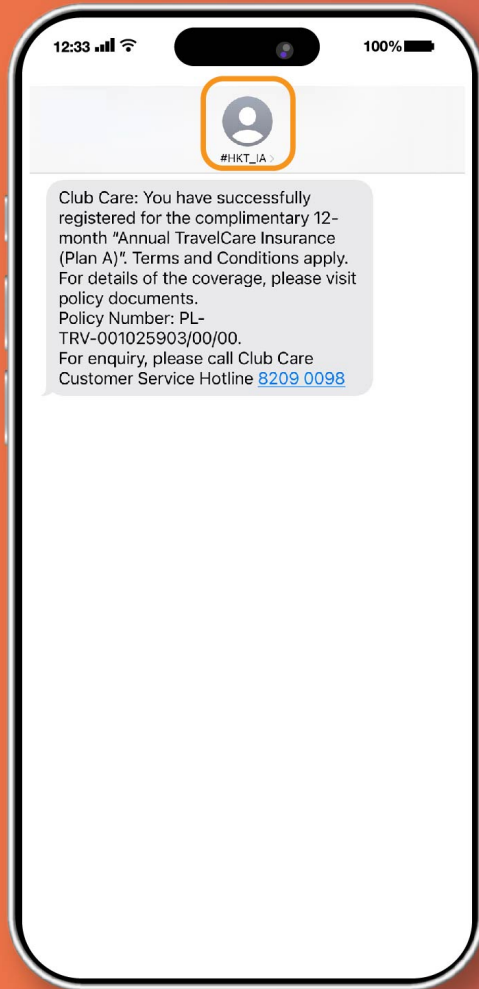 12:33
100%
#HKT_IA >
Club Care: You have successfully
registered for the complimentary 12-
month "Annual TravelCare Insurance
(Plan A)". Terms and Conditions apply.
For details of the coverage, please visit
policy documents.
Policy Number: PL-
TRV-001025903/00/00.
For enquiry, please call Club Care
Customer Service Hotline 8209 0098